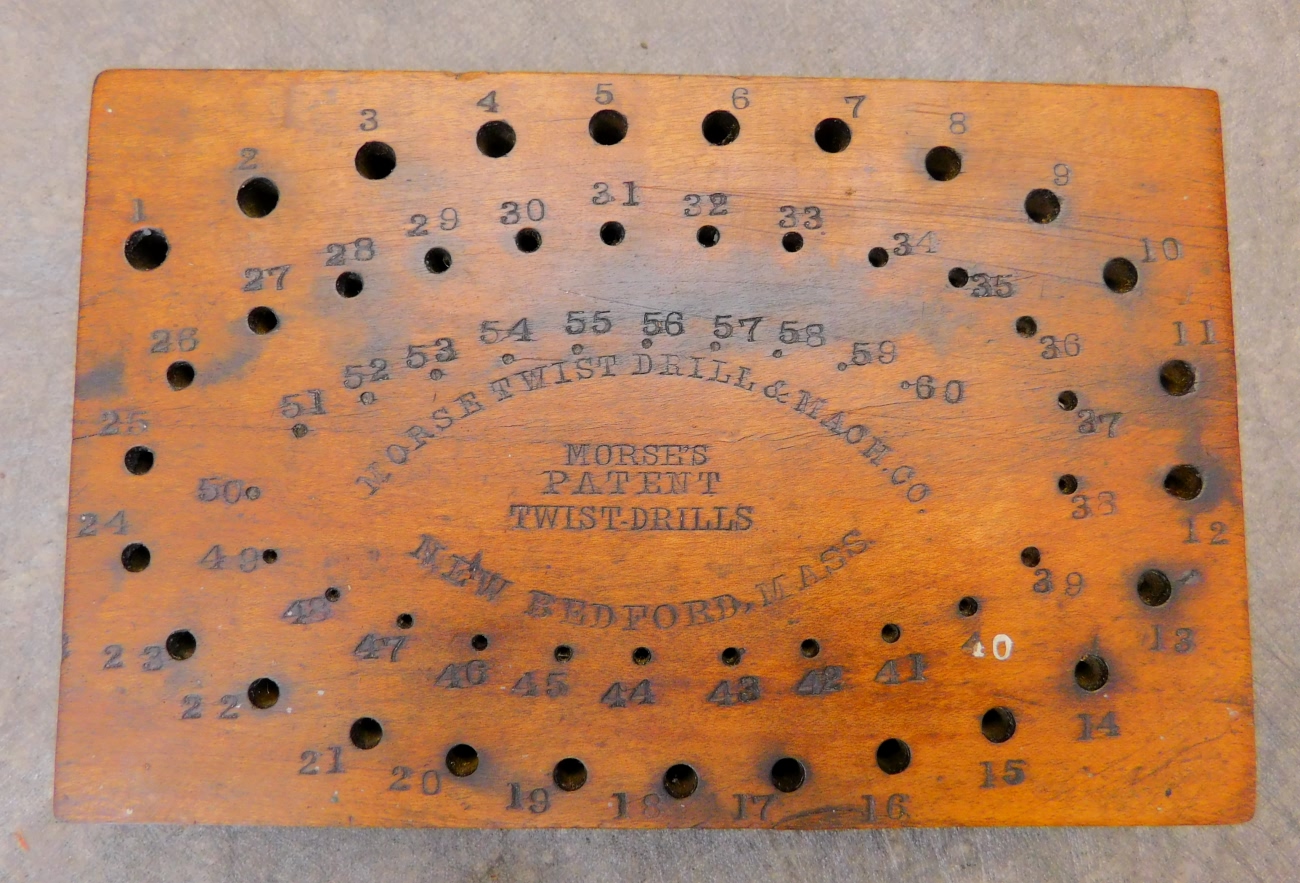 1 2 3 4 5 6 7 8 9 10 11 12 13 14 15 16 17 18 19 20 21 22 23 24 25
26 27 28 29 30 31 32 33 34 35 36 37 38 39 40 41 42 43 44 45 46 47 48 49 50
51 52 53 54 55 56 57 58 59 60
MORSE TWIST DRILL & MACH. CO
MORSE'S
PATENT
TWIST-DRILLS
NEW BEDFORD, MASS